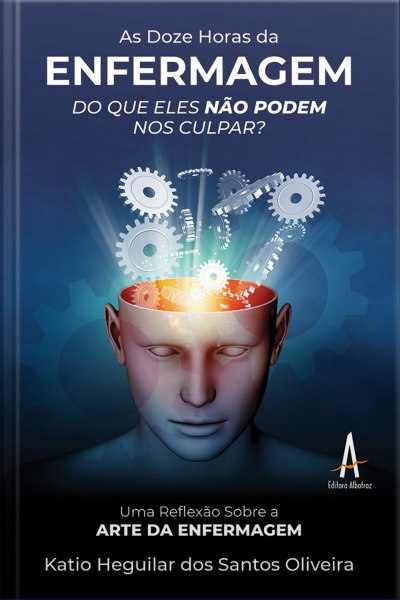 As Doze Horas da
ENFERMAGEM
DO QUE ELES NÃO PODEM
NOS CULPAR?
A
Editora Albatroz
Uma Reflexão Sobre a
ARTE DA ENFERMAGEM
Katio Heguilar dos Santos Oliveira